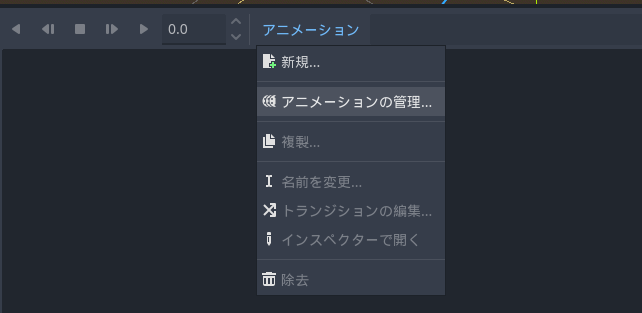 0.0
アニメーション
新規...
アニメーションの管理...
複製...
名前を変更...
トランジションの編集...
インスペクターで開く
除去